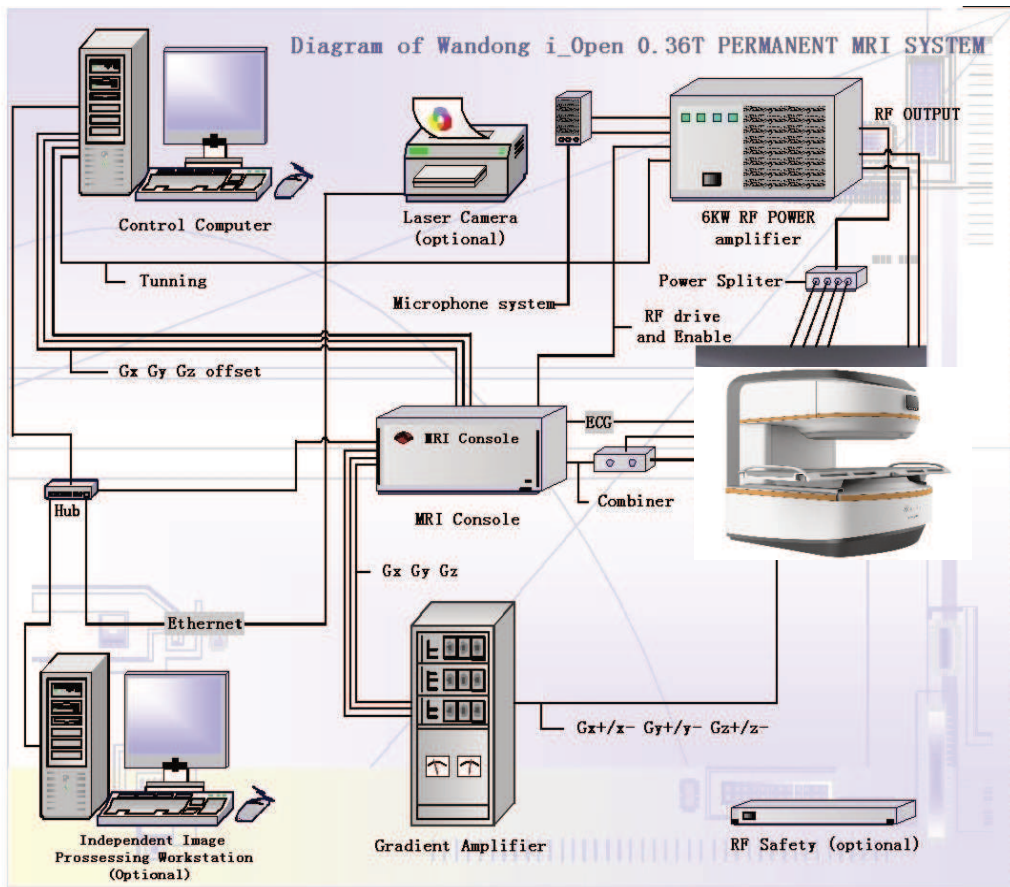 Diagram of Wandong i_Open 0.36T PERMANENT MRI SYSTEM
RF OUTPUT
Control Computer
Laser Camera
(optional)
6KW RF POWER
amplifier
Tunning
Power Spliter
Microphone system
RF drive
and Enable
Gx Gy Gz offset
ECG
MRI Console
Combiner
Hub
MRI Console
Gx Gy Gz
Ethernet
Gx+/x- Gy+/y- Gz+/z-
Independent Image
Prossessing Workstation
(Optional)
Gradient Amplifier
RF Safety (optional)